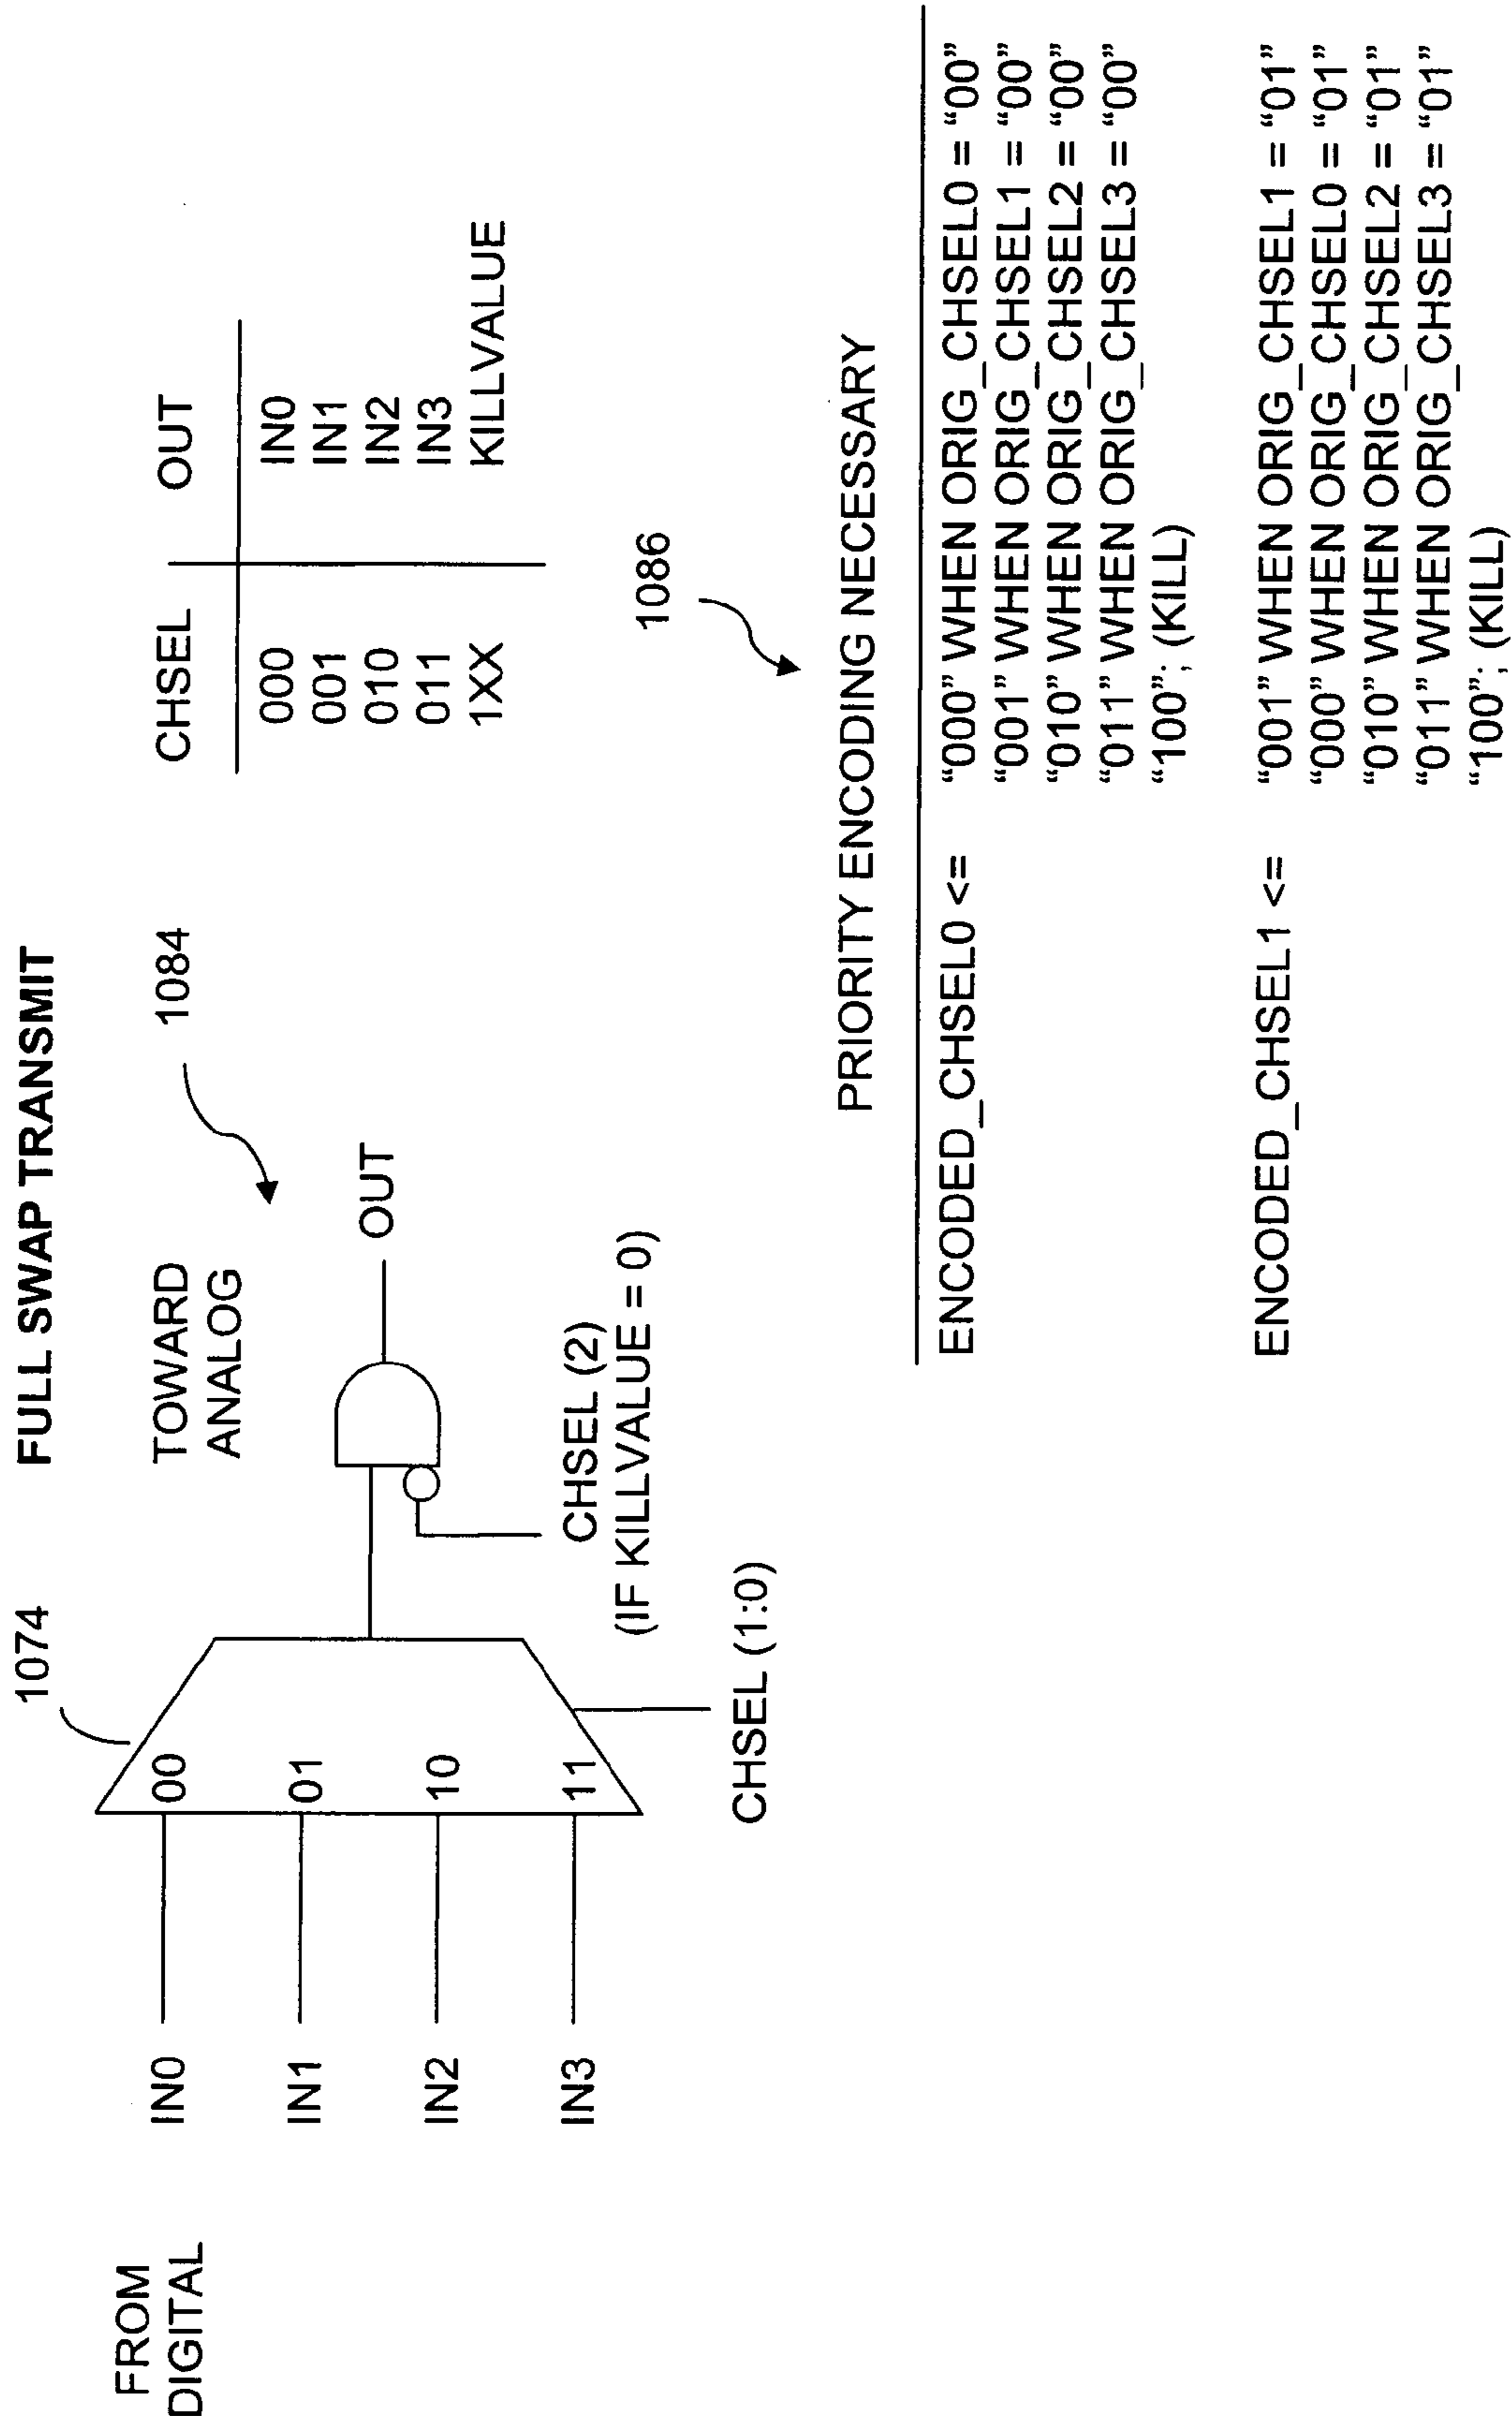 FULL SWAP TRANSMIT
1074
FROM
DIGITAL
TOWARD
ANALOG
1084
IN0
IN1
IN2
IN3
00
01
10
11
OUT
CHSEL (2)
(IF KILLVALUE = 0)
CHSEL (1:0)
CHSEL OUT
000 IN0
001 IN1
010 IN2
011 IN3
1XX KILLVALUE
1086
PRIORITY ENCODING NECESSARY
ENCODED_CHSEL0 <= “000” WHEN ORIG_CHSEL0 = “00”
“001” WHEN ORIG_CHSEL1 = “00”
“010” WHEN ORIG_CHSEL2 = “00”
“011” WHEN ORIG_CHSEL3 = “00”
“100”; (KILL)
ENCODED_CHSEL1 <= “001” WHEN ORIG_CHSEL1 = “01”
“000” WHEN ORIG_CHSEL0 = “01”
“010” WHEN ORIG_CHSEL2 = “01”
“011” WHEN ORIG_CHSEL3 = “01”
“100”; (KILL)